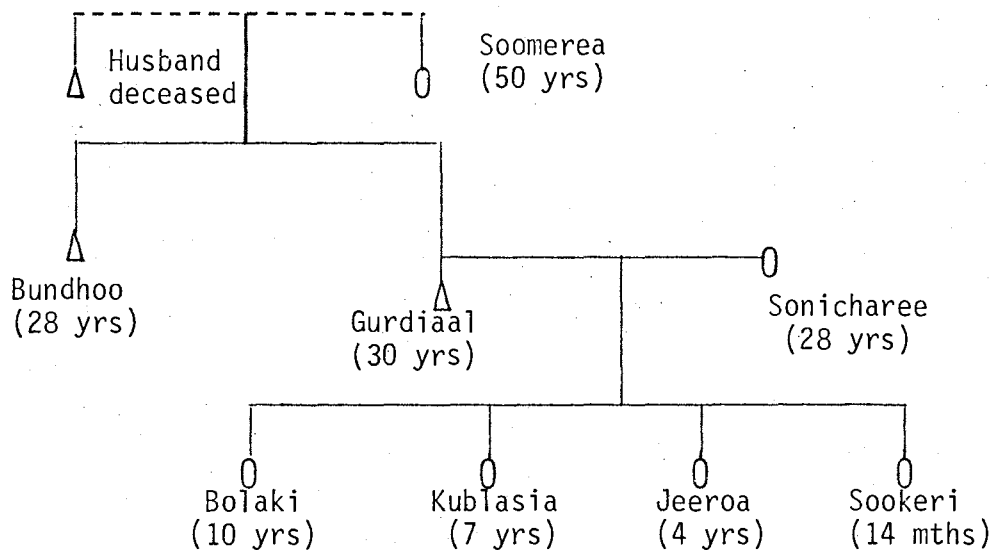 Husband
deceased
Soomerea
(50 yrs)
Bundhoo
(28 yrs)
Gurdiaal
(30 yrs)
Sonicharee
(28 yrs)
Bolaki
(10 yrs)
Kublasia
(7 yrs)
Jeeroa
(4 yrs)
Sookeri
(14 mths)